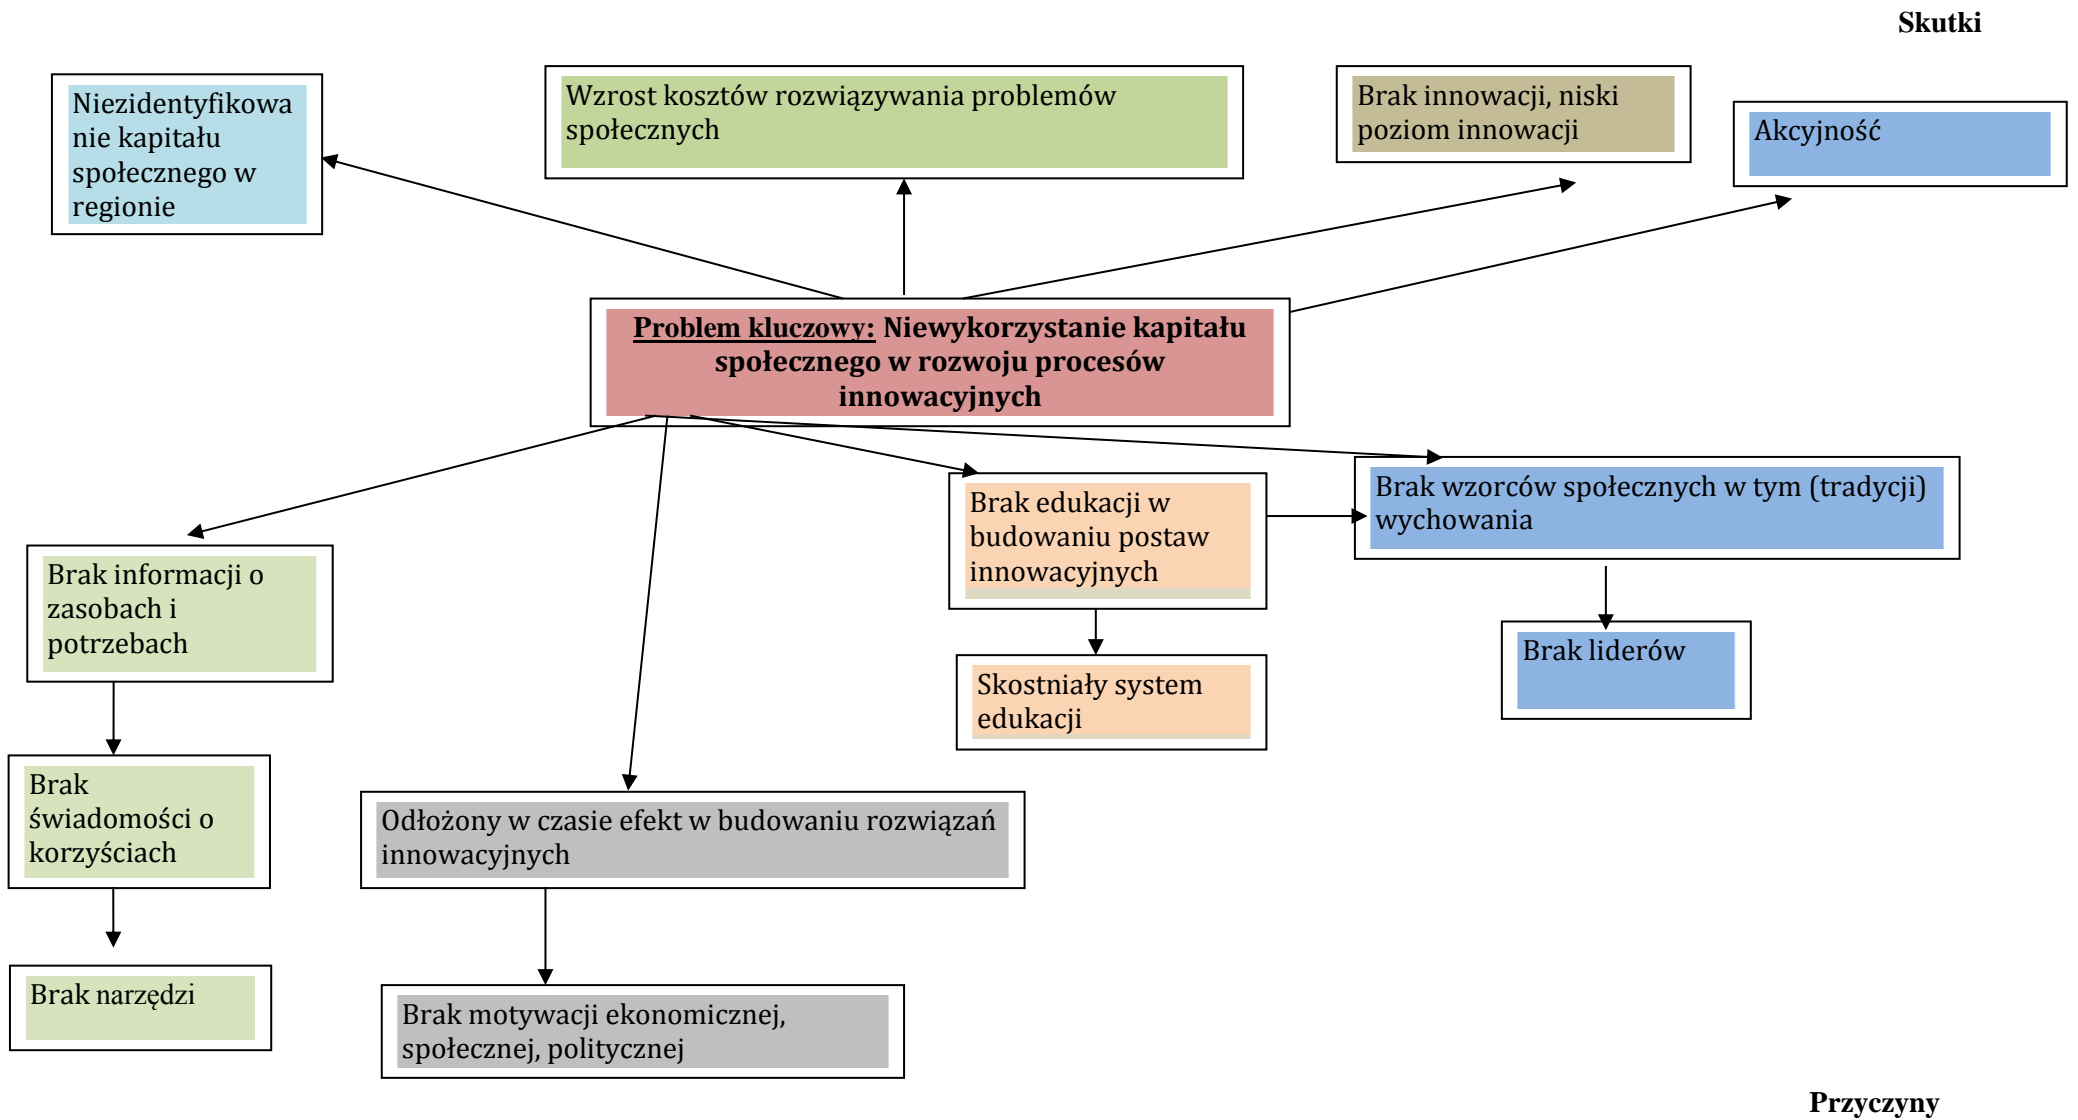 Skutki
Niezidentyfikowa
nie kapitału
społecznego w
regionie
Wzrost kosztów rozwiązywania problemów
społecznych
Brak innowacji, niski
poziom innowacji
Akcyjność
Problem kluczowy: Niewykorzystanie kapitału
społecznego w rozwoju procesów
innowacyjnych
Brak informacji o
zasobach i
potrzebach
Brak edukacji w
budowaniu postaw
innowacyjnych
Brak wzorców społecznych w tym (tradycji)
wychowania
Skostniały system
edukacji
Brak liderów
Brak
świadomości o
korzyściach
Odłożony w czasie efekt w budowaniu rozwiązań
innowacyjnych
Brak narzędzi
Brak motywacji ekonomicznej,
społecznej, politycznej
Przyczyny